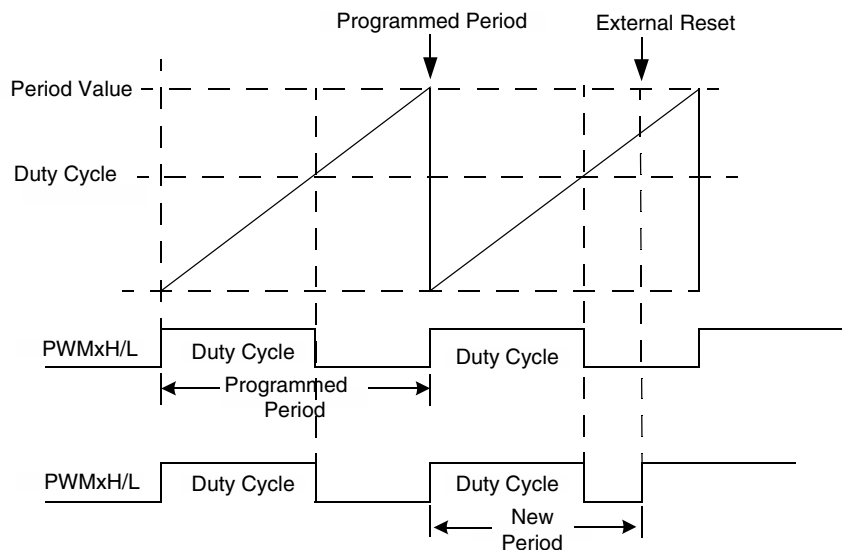 Programmed Period
External Reset
Period Value
Duty Cycle
PWMxH/L
Duty Cycle
Duty Cycle
Programmed
Period
PWMxH/L
Duty Cycle
Duty Cycle
New
Period